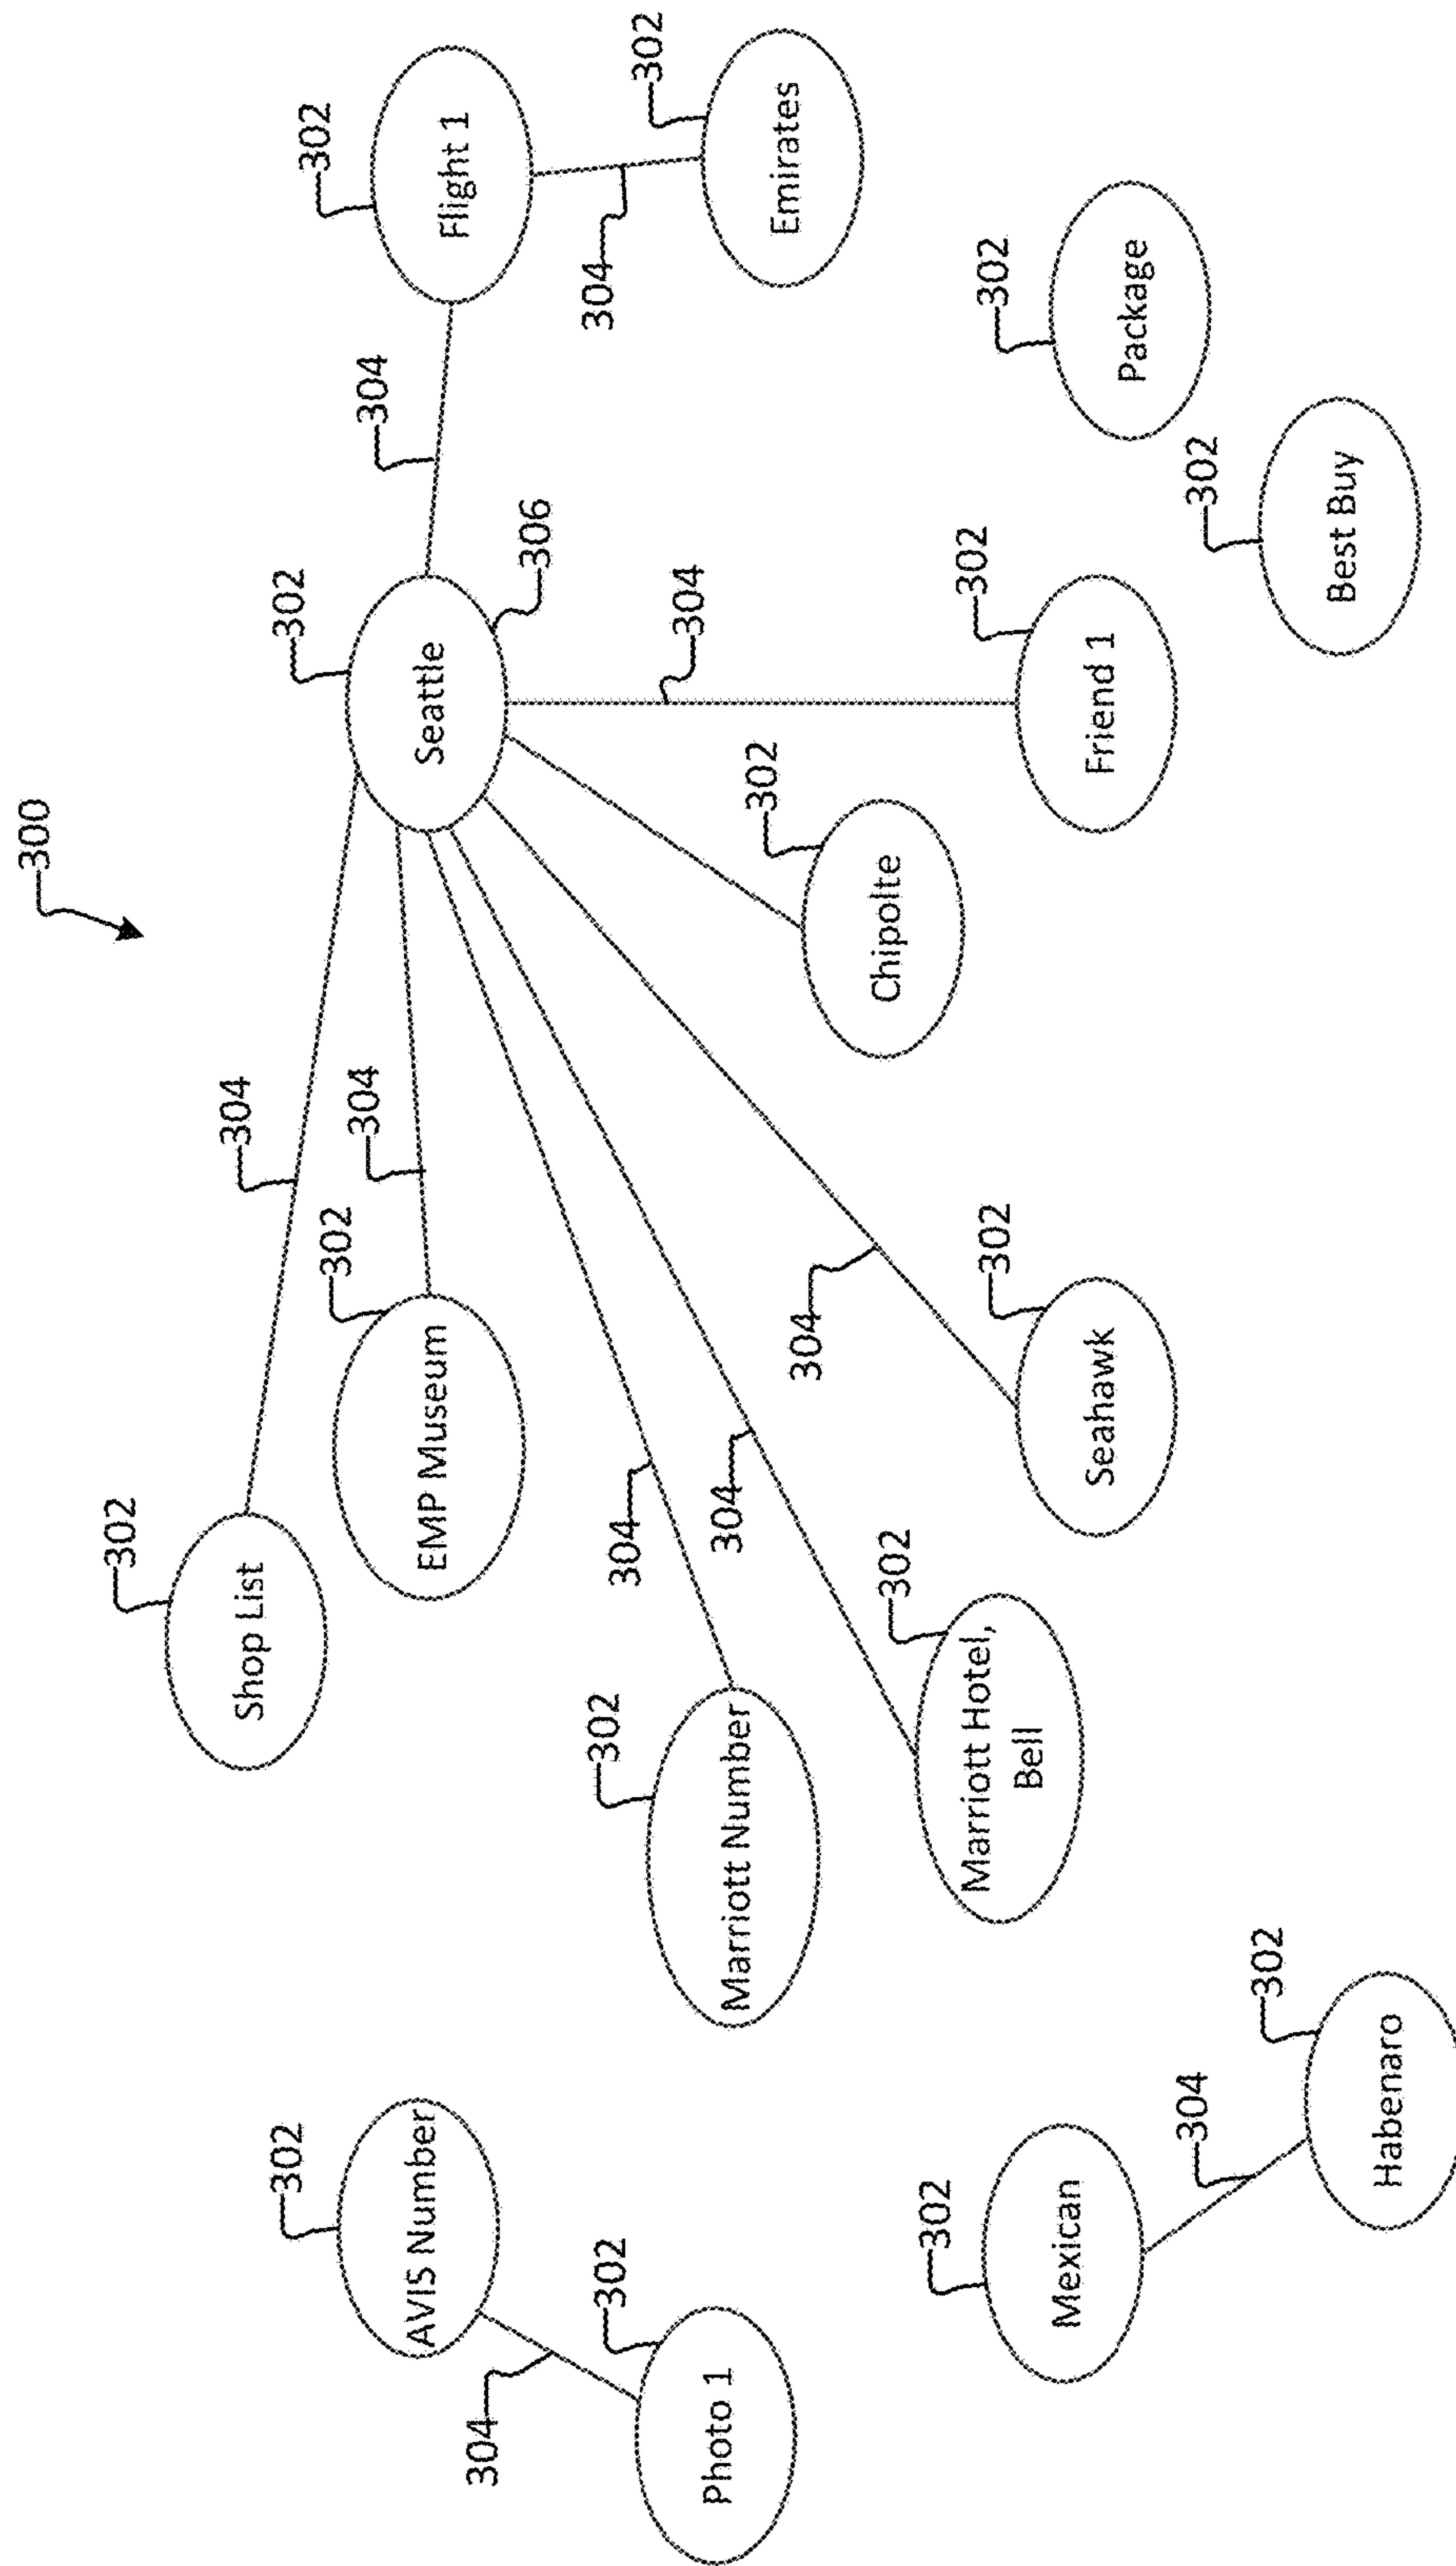 300
302
Shop List
304
302
AVIS Number
304
302
Photo 1
302
EMP Museum
304
302
Seattle
306
304
302
Flight 1
304
302
Emirates
302
Marriott Number
304
302
Marriott Hotel,
Bell
304
302
Seahawk
304
302
Chipolte
302
Friend 1
304
302
Package
302
Best Buy
302
Mexican
304
302
Habenaro